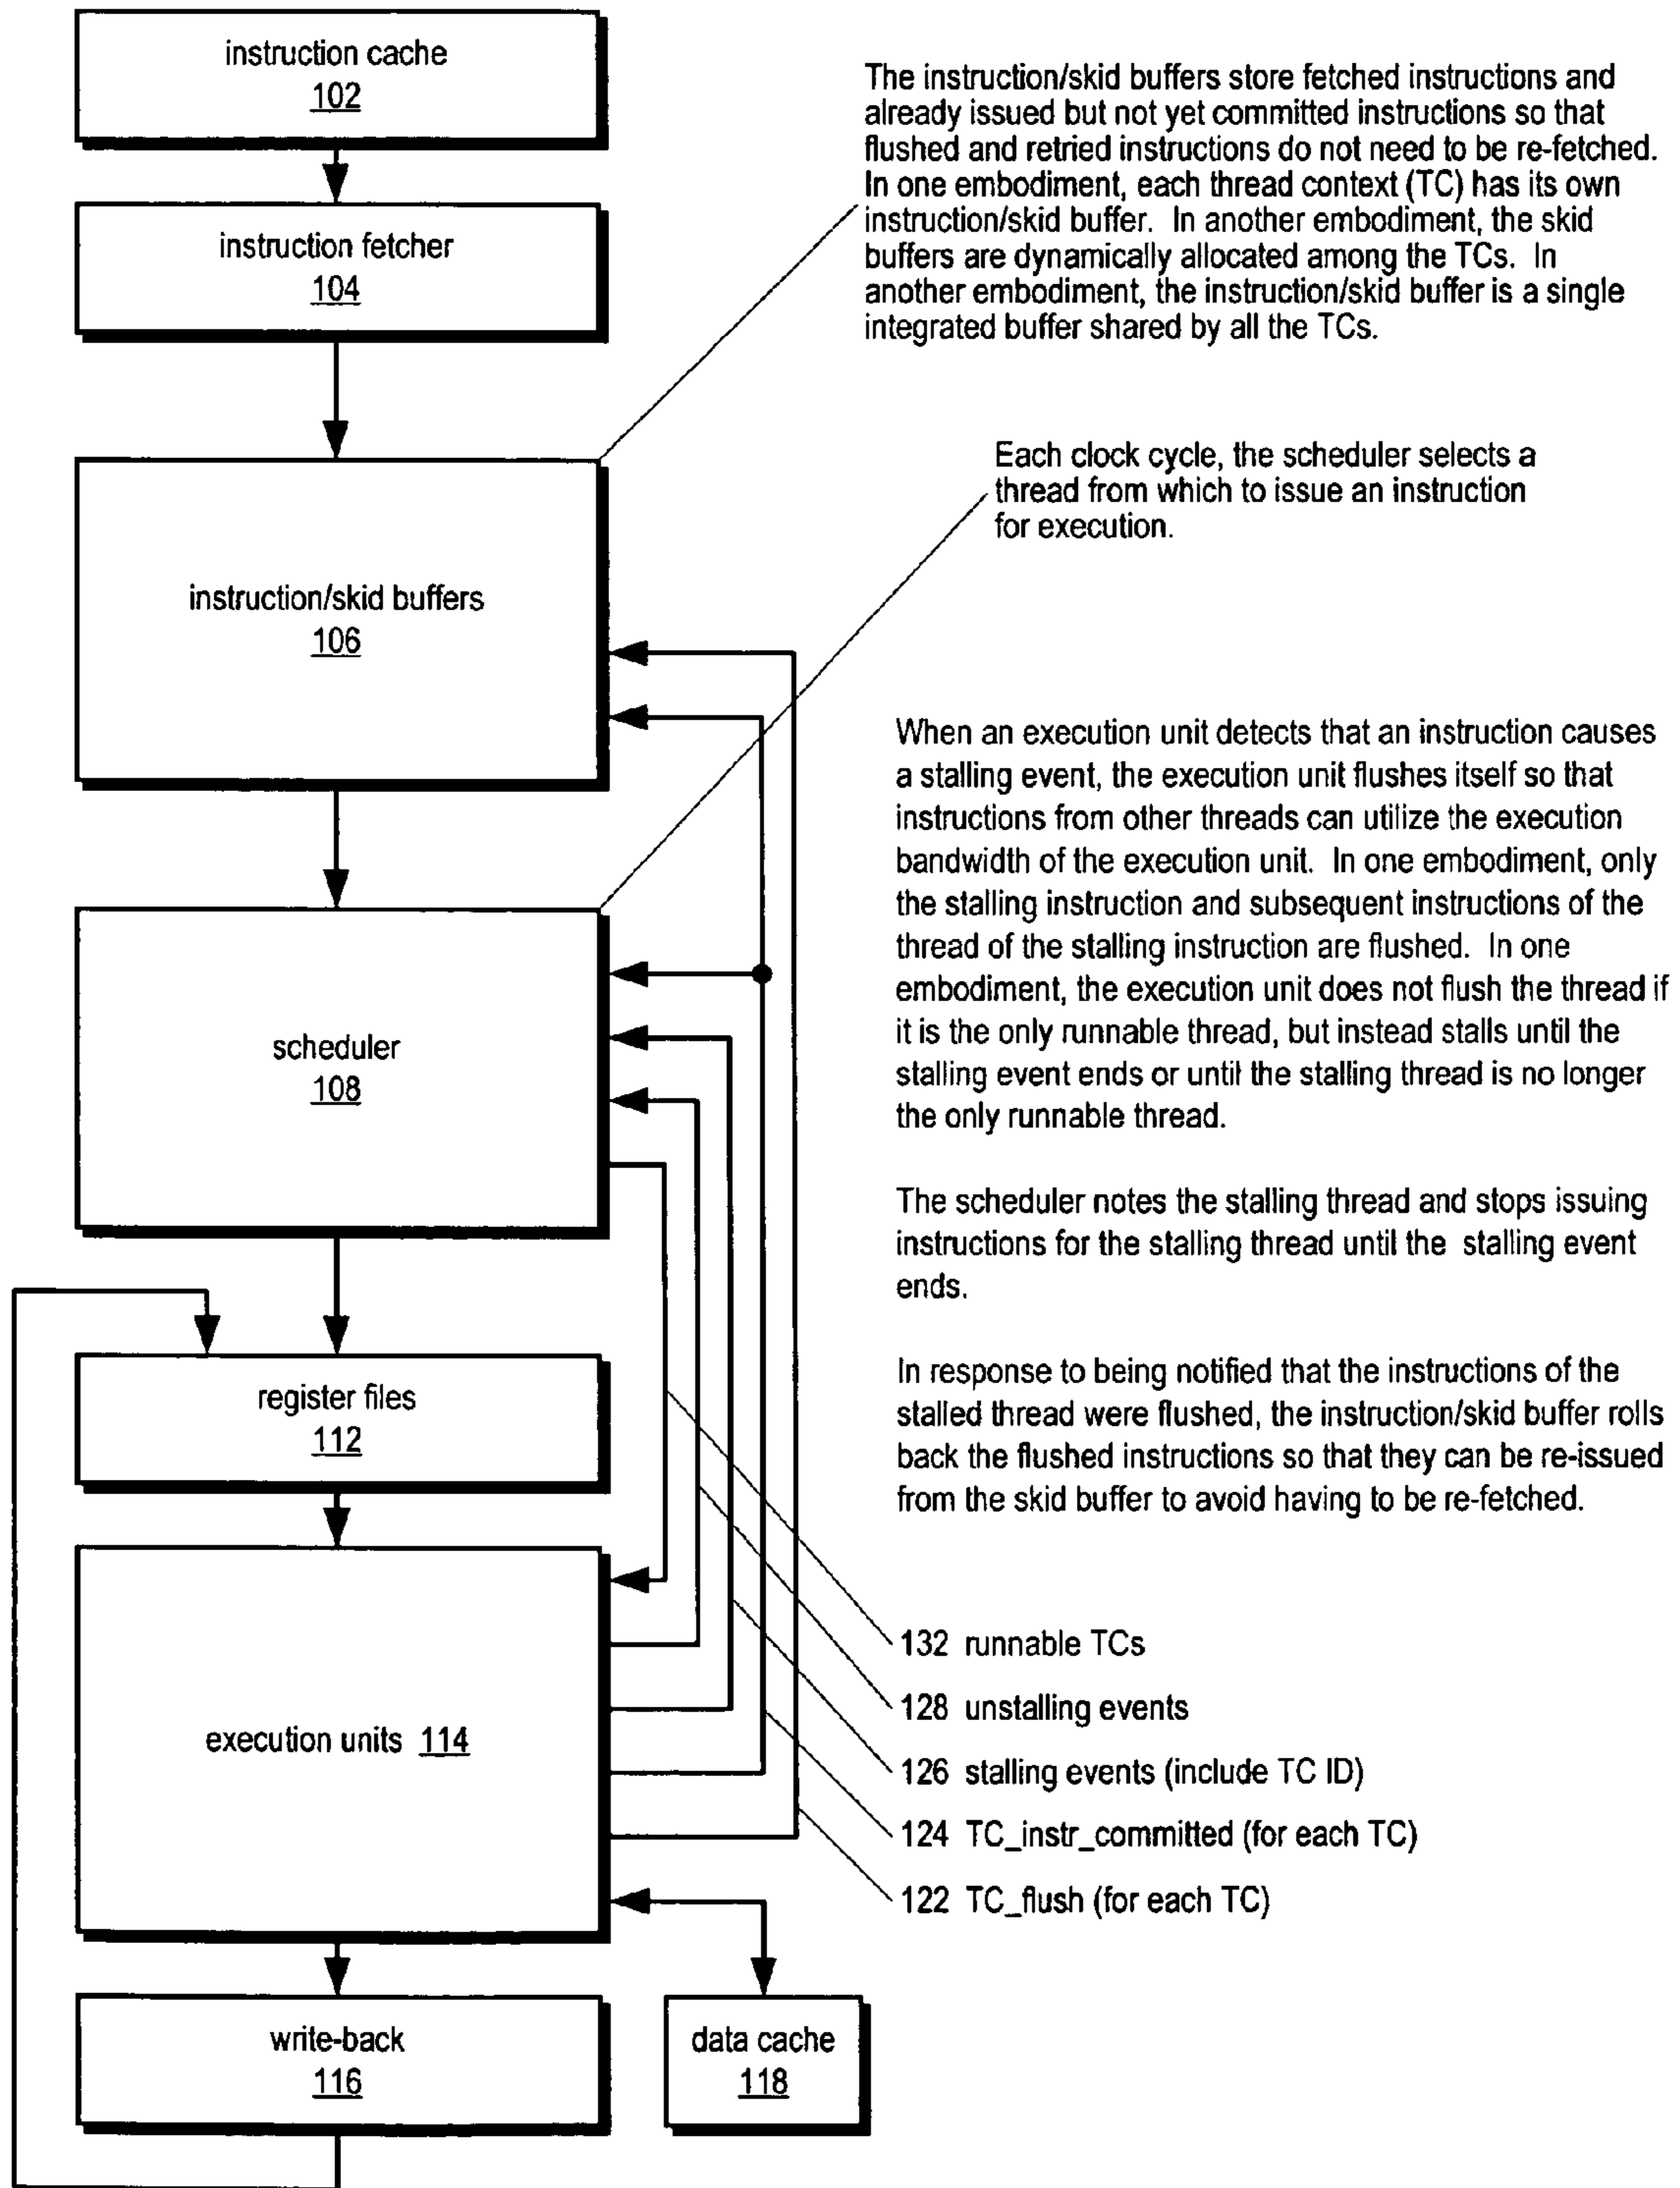 instruction cache
102
The instruction/skid buffers store fetched instructions and
already issued but not yet committed instructions so that
flushed and retried instructions do not need to be re-fetched.
In one embodiment, each thread context (TC) has its own
instruction/skid buffer. In another embodiment, the skid
buffers are dynamically allocated among the TCs. In
another embodiment, the instruction/skid buffer is a single
integrated buffer shared by all the TCs.
instruction fetcher
104
Each clock cycle, the scheduler selects a
thread from which to issue an instruction
for execution.
instruction/skid buffers
106
When an execution unit detects that an instruction causes
a stalling event, the execution unit flushes itself so that
instructions from other threads can utilize the execution
bandwidth of the execution unit. In one embodiment, only
the stalling instruction and subsequent instructions of the
thread of the stalling instruction are flushed. In one
embodiment, the execution unit does not flush the thread if
it is the only runnable thread, but instead stalls until the
stalling event ends or until the stalling thread is no longer
the only runnable thread.
scheduler
108
The scheduler notes the stalling thread and stops issuing
instructions for the stalling thread until the stalling event
ends.
In response to being notified that the instructions of the
stalled thread were flushed, the instruction/skid buffer rolls
back the flushed instructions so that they can be re-issued
from the skid buffer to avoid having to be re-fetched.
register files
112
132 runnable TCs
128 unstalling events
execution units 114
126 stalling events (include TC ID)
124 TC_instr_committed (for each TC)
122 TC_flush (for each TC)
write-back
116
data cache
118